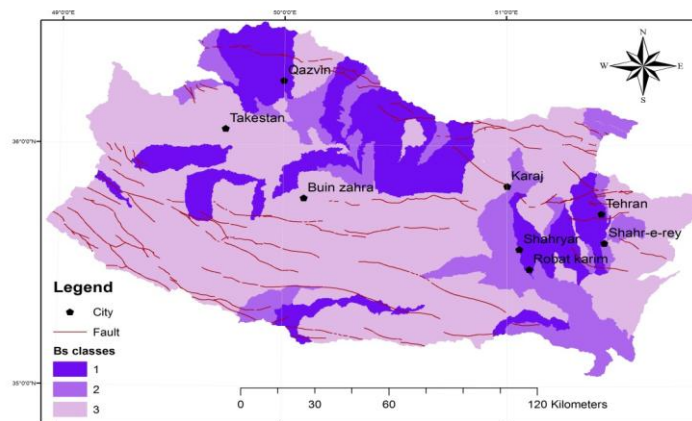 49°0'0"E 50°0'0"E 51°0'0"E
N
W E
S
Qazvin
Takestan
36°0'0"N
Karaj
Buin zahra
Tehran
Shahr-e-rey
Shahryar
Robat karim
Legend
City
Fault
Bs classes
1
2
3
35°0'0"N
0 30 60 120 Kilometers